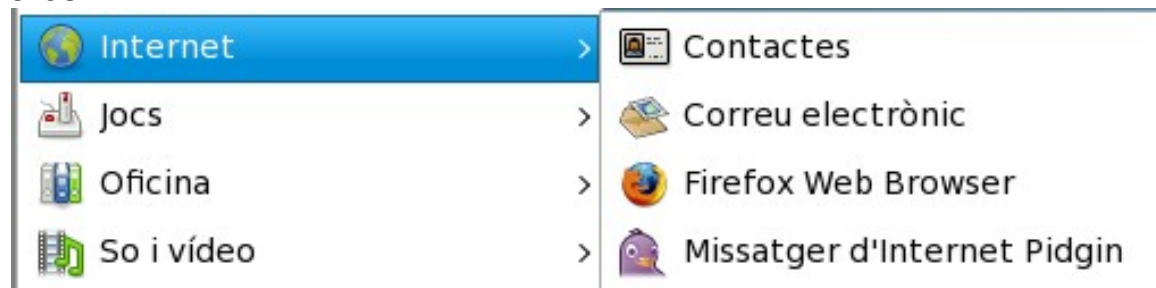 Internet
Jocs
Oficina
So i vídeo
Contactes
Correu electrònic
Firefox Web Browser
Missatger d'Internet Pidgin